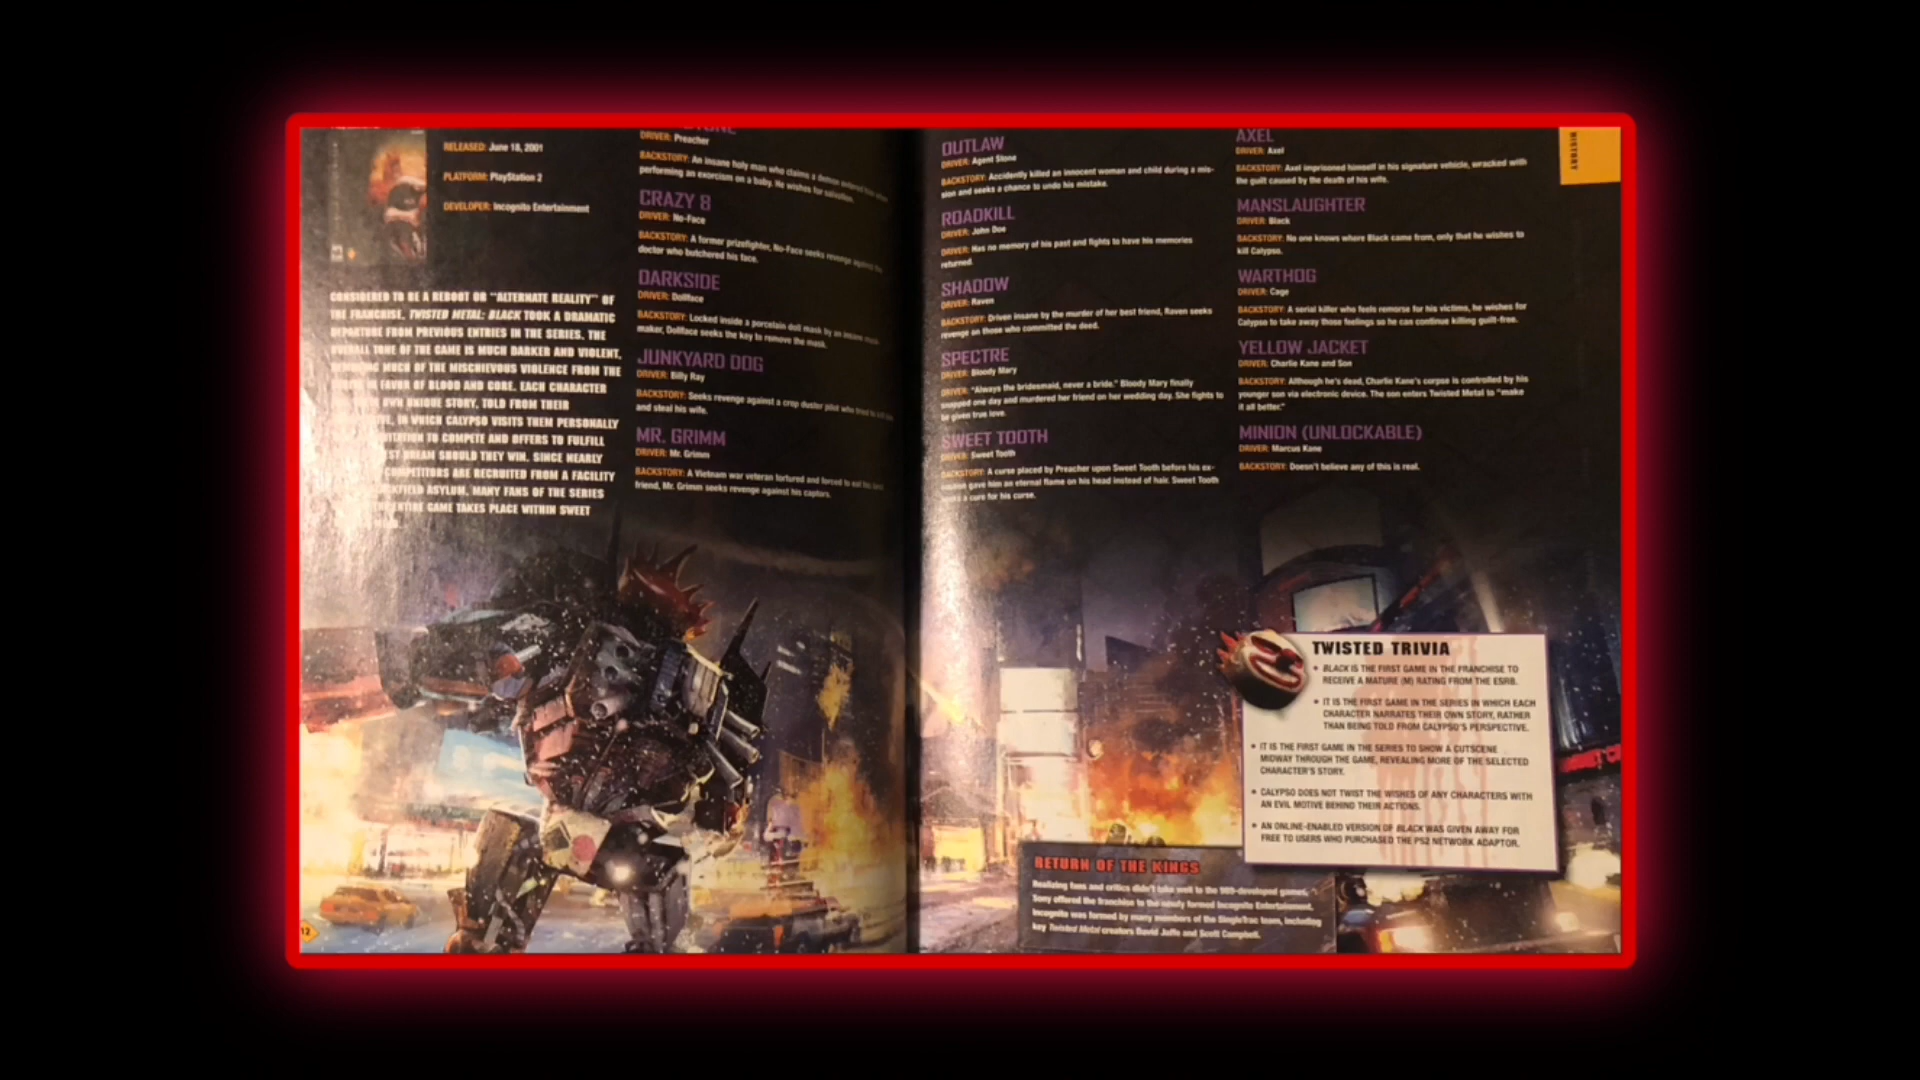 RELEASED: June 18, 2001
PLATFORM: PlayStation 2
DEVELOPER: Incognito Entertainment
CONSIDERED TO BE A REBOOT OR "ALTERNATE REALITY" OF
THE FRANCHISE, TWISTED METAL: BLACK TOOK A DRAMATIC
DEPARTURE FROM PREVIOUS ENTRIES IN THE SERIES. THE
OVERALL TONE OF THE GAME IS MUCH DARKER AND VIOLENT,
MUCH OF THE MISCHIEVOUS VIOLENCE FROM THE
IN FAVOR OF BLOOD AND GORE. EACH CHARACTER
OWN UNIQUE STORY, TOLD FROM THEIR
IN WHICH CALYPSO VISITS THEM PERSONALLY
TO COMPETE AND OFFERS TO FULFILL
DREAM SHOULD THEY WIN. SINCE NEARLY
COMPETITORS ARE RECRUITED FROM A FACILITY
ASYLUM, MANY FANS OF THE SERIES
ENTIRE GAME TAKES PLACE WITHIN SWEET
DRIVER: Preacher
BACKSTORY: An insane holy man who claims a demon entered
performing an exorcism on a baby. He wishes for salvation.
CRAZY 8
DRIVER: No-Face
BACKSTORY: A former prizefighter, No-Face seeks revenge against the
doctor who butchered his face.
DARKSIDE
DRIVER: Dollface
BACKSTORY: Locked inside a porcelain doll mask by an insane mask
maker, Dollface seeks the key to remove the mask.
JUNKYARD DOG
DRIVER: Billy Ray
BACKSTORY: Seeks revenge against a crop duster pilot who tried to kill him
and steal his wife.
MR. GRIMM
DRIVER: Mr. Grimm
BACKSTORY: A Vietnam war veteran tortured and forced to eat his best
friend, Mr. Grimm seeks revenge against his captors.
12
OUTLAW
DRIVER: Agent Stone
BACKSTORY: Accidently killed an innocent woman and child during a mis-
sion and seeks a chance to undo his mistake.
ROADKILL
DRIVER: John Doe
DRIVER: Has no memory of his past and fights to have his memories
returned.
SHADOW
DRIVER: Raven
BACKSTORY: Driven insane by the murder of her best friend, Raven seeks
revenge on those who committed the deed.
SPECTRE
DRIVER: Bloody Mary
DRIVER: "Always the bridesmaid, never a bride." Bloody Mary finally
snapped one day and murdered her friend on her wedding day. She fights to
be given true love.
SWEET TOOTH
DRIVER: Sweet Tooth
BACKSTORY: A curse placed by Preacher upon Sweet Tooth before his ex-
ecution gave him an eternal flame on his head instead of hair. Sweet Tooth
seeks a cure for his curse.
AXEL
DRIVER: Axel
BACKSTORY: Axel imprisoned himself in his signature vehicle, wracked with
the guilt caused by the death of his wife.
MANSLAUGHTER
DRIVER: Black
BACKSTORY: No one knows where Black came from, only that he wishes to
kill Calypso.
WARTHOG
DRIVER: Cage
BACKSTORY: A serial killer who feels remorse for his victims, he wishes for
Calypso to take away those feelings so he can continue killing guilt-free.
YELLOW JACKET
DRIVER: Charlie Kane and Son
BACKSTORY: Although he's dead, Charlie Kane's corpse is controlled by his
younger son via electronic device. The son enters Twisted Metal to "make
it all better."
MINION (UNLOCKABLE)
DRIVER: Marcus Kane
BACKSTORY: Doesn't believe any of this is real.
HISTORY
TWISTED TRIVIA
• BLACK IS THE FIRST GAME IN THE FRANCHISE TO
RECEIVE A MATURE (M) RATING FROM THE ESRB.
• IT IS THE FIRST GAME IN THE SERIES IN WHICH EACH
CHARACTER NARRATES THEIR OWN STORY, RATHER
THAN BEING TOLD FROM CALYPSO'S PERSPECTIVE.
• IT IS THE FIRST GAME IN THE SERIES TO SHOW A CUTSCENE
MIDWAY THROUGH THE GAME, REVEALING MORE OF THE SELECTED
CHARACTER'S STORY.
• CALYPSO DOES NOT TWIST THE WISHES OF ANY CHARACTERS WITH
AN EVIL MOTIVE BEHIND THEIR ACTIONS.
• AN ONLINE-ENABLED VERSION OF BLACK WAS GIVEN AWAY FOR
FREE TO USERS WHO PURCHASED THE PS2 NETWORK ADAPTOR.
RETURN OF THE KINGS
Realizing fans and critics didn't take well to the 989-developed games,
Sony offered the franchise to the newly formed Incognito Entertainment.
Incognito was formed by many members of the SingleTrac team, including
key Twisted Metal creators David Jaffe and Scott Campbell.